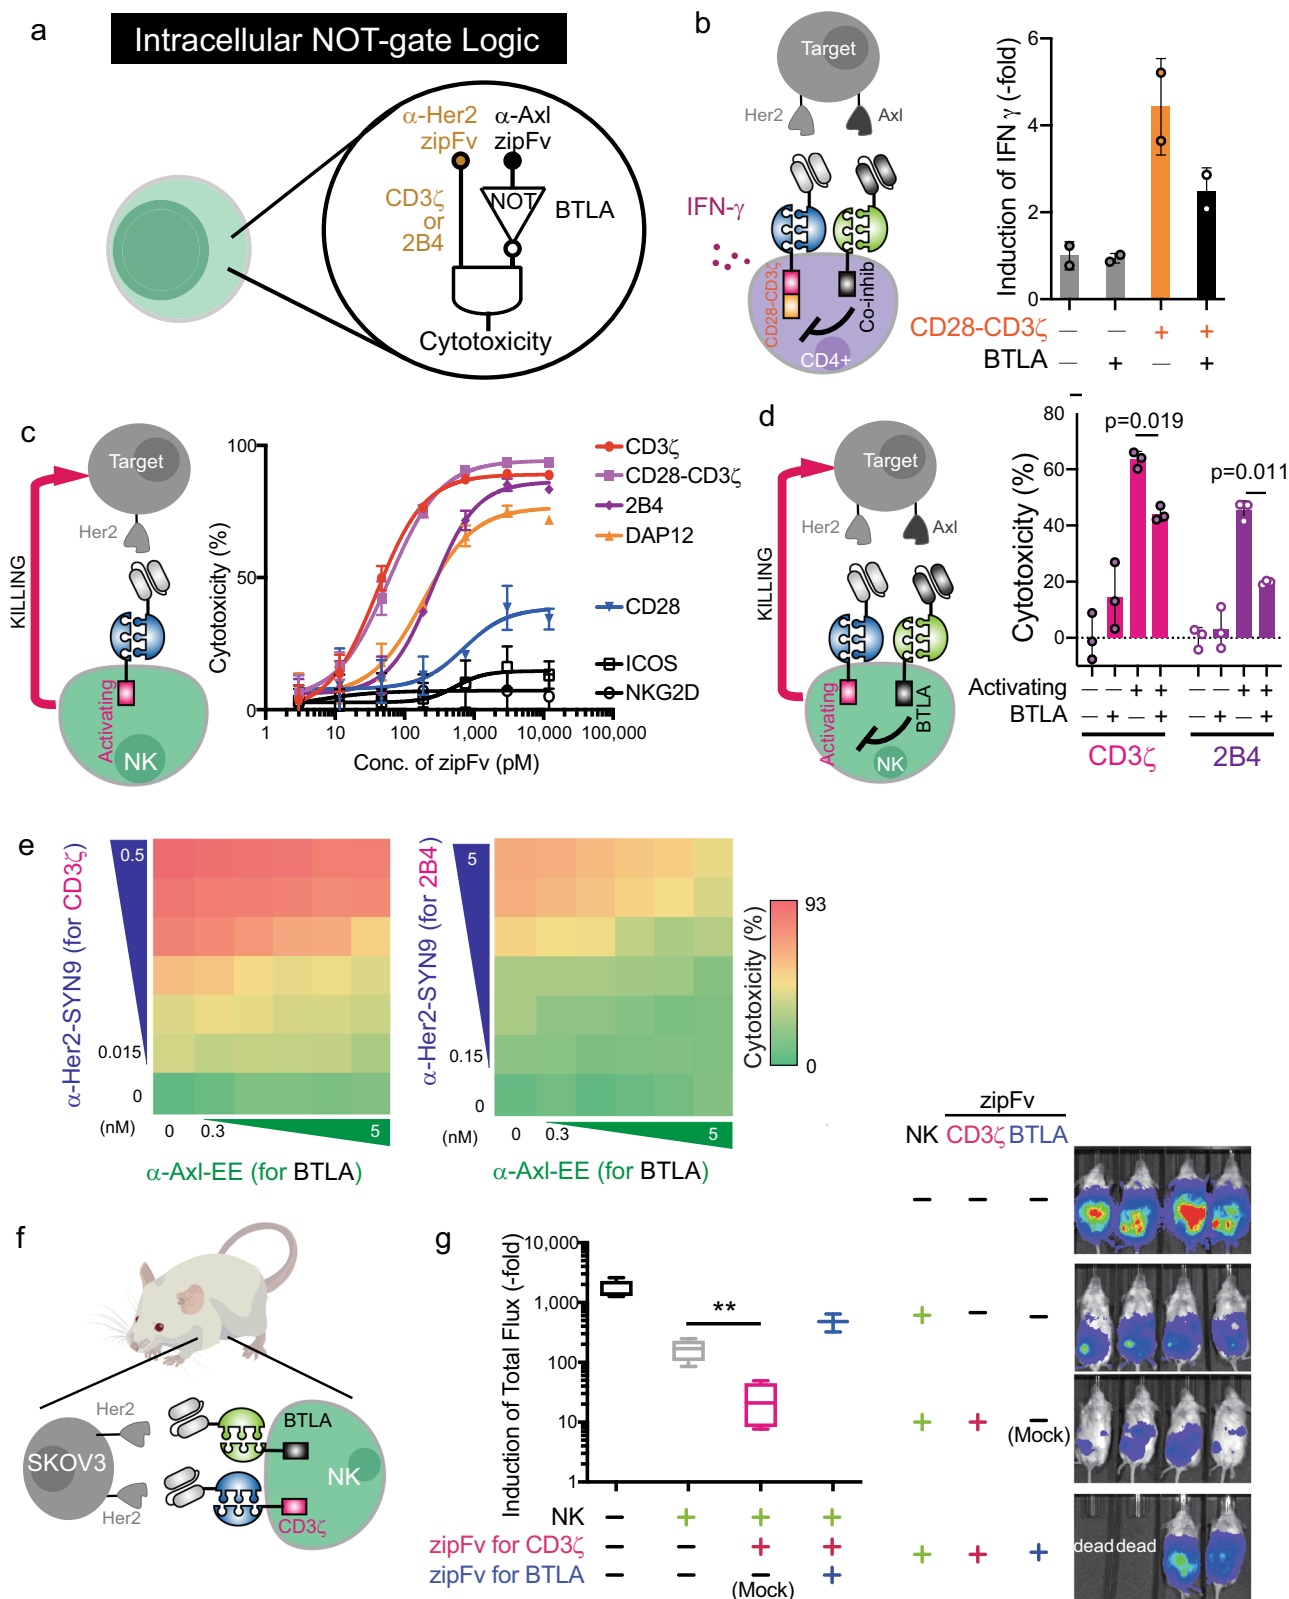 a
Intracellular NOT-gate Logic
α-Her2 α-Axl
zipFv zipFv
CD3ζ
or
2B4
NOT
BTLA
Cytotoxicity
b
Target
Her2
Axl
IFN-γ
CD28-CD3ζ
Co-inhib
CD4+
Induction of IFN γ (-fold)
6
4
2
0
CD28-CD3ζ — — + +
BTLA — + — +
c
KILLING
Target
Her2
Activating
NK
Cytotoxicity (%)
100
50
0
1 10 100 1,000 10,000 100,000
Conc. of zipFv (pM)
CD3ζ
CD28-CD3ζ
2B4
DAP12
CD28
ICOS
NKG2D
d
KILLING
Target
Her2
Axl
Activating
BTLA
NK
Cytotoxicity (%)
80
60
40
20
0
p=0.019
p=0.011
Activating — — + + — — + +
BTLA — + — + — + — +
CD3ζ 2B4
e
α-Her2-SYN9 (for CD3ζ)
0.5
0.015
0
(nM)
0 0.3 5
α-Axl-EE (for BTLA)
α-Her2-SYN9 (for 2B4)
5
0.15
0
(nM)
0 0.3 5
α-Axl-EE (for BTLA)
Cytotoxicity (%)
93
0
f
Her2
SKOV3
Her2
BTLA
NK
CD3ζ
g
Induction of Total Flux (-fold)
10,000
1,000
100
10
1
**
NK — + + +
zipFv for CD3ζ — — + +
zipFv for BTLA — — — +
(Mock)
zipFv
NK CD3ζ BTLA
— — —
+ — —
+ + —
(Mock)
+ + +
dead dead